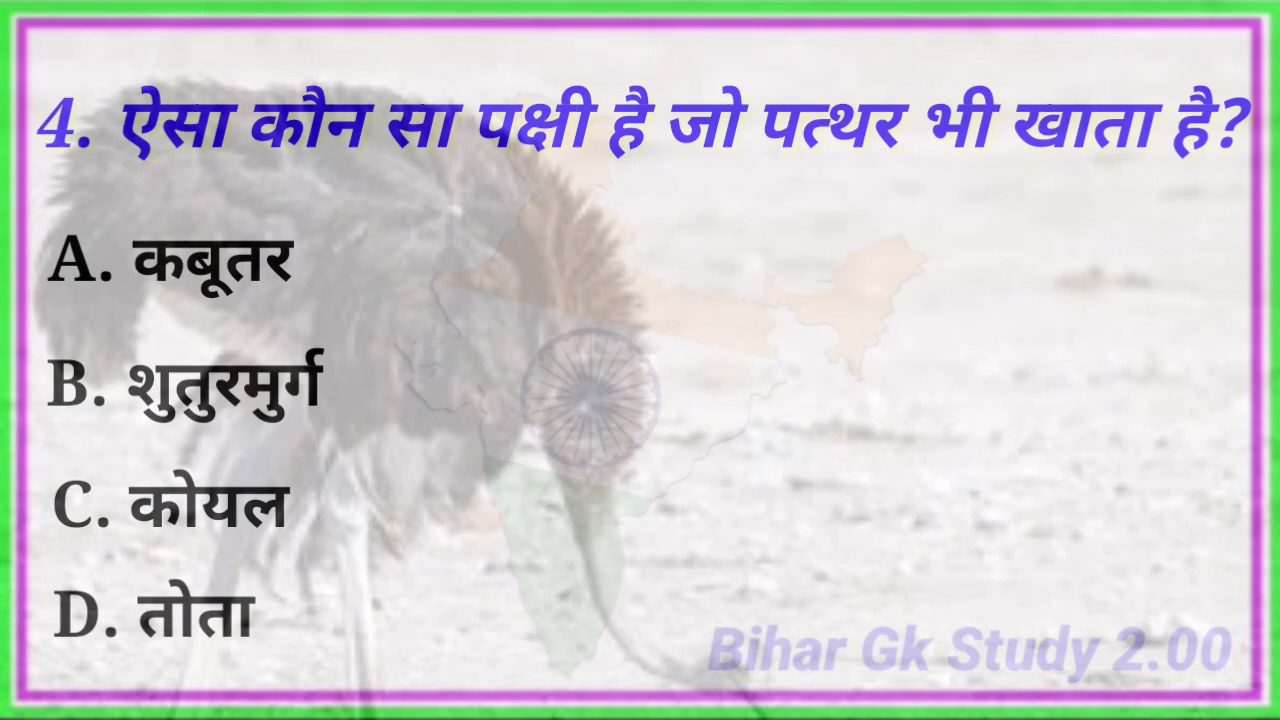 4. ऐसा कौन सा पक्षी है जो पत्थर भी खाता है?
A. कबूतर
B. शुतुरमुर्ग
C. कोयल
D. तोता
Bihar Gk Study 2.00